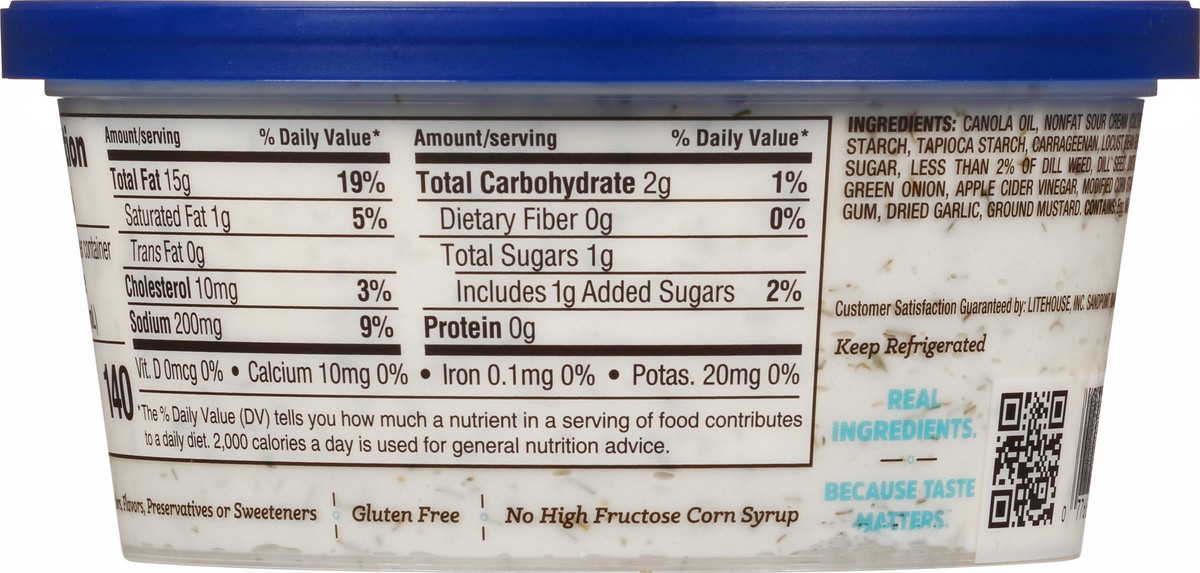 Amount/serving % Daily Value*
Total Fat 15g 19%
Saturated Fat 1g 5%
Trans Fat 0g
Cholesterol 10mg 3%
Sodium 200mg 9%
Amount/serving % Daily Value*
Total Carbohydrate 2g 1%
Dietary Fiber 0g 0%
Total Sugars 1g
Includes 1g Added Sugars 2%
Protein 0g
container
140
Vit. D 0mcg 0% • Calcium 10mg 0% • Iron 0.1mg 0% • Potas. 20mg 0%
*The % Daily Value (DV) tells you how much a nutrient in a serving of food contributes
to a daily diet. 2,000 calories a day is used for general nutrition advice.
Flavors, Preservatives or Sweeteners Gluten Free No High Fructose Corn Syrup
INGREDIENTS: CANOLA OIL, NONFAT SOUR CREAM
STARCH, TAPIOCA STARCH, CARRAGEENAN, LOCUST BEAN
SUGAR, LESS THAN 2% OF DILL WEED, DILL SEED,
GREEN ONION, APPLE CIDER VINEGAR, MODIFIED CORN
GUM, DRIED GARLIC, GROUND MUSTARD. CONTAINS:
Customer Satisfaction Guaranteed by: LITEHOUSE, INC. SANDPOINT
Keep Refrigerated
REAL
INGREDIENTS.
BECAUSE TASTE
MATTERS.